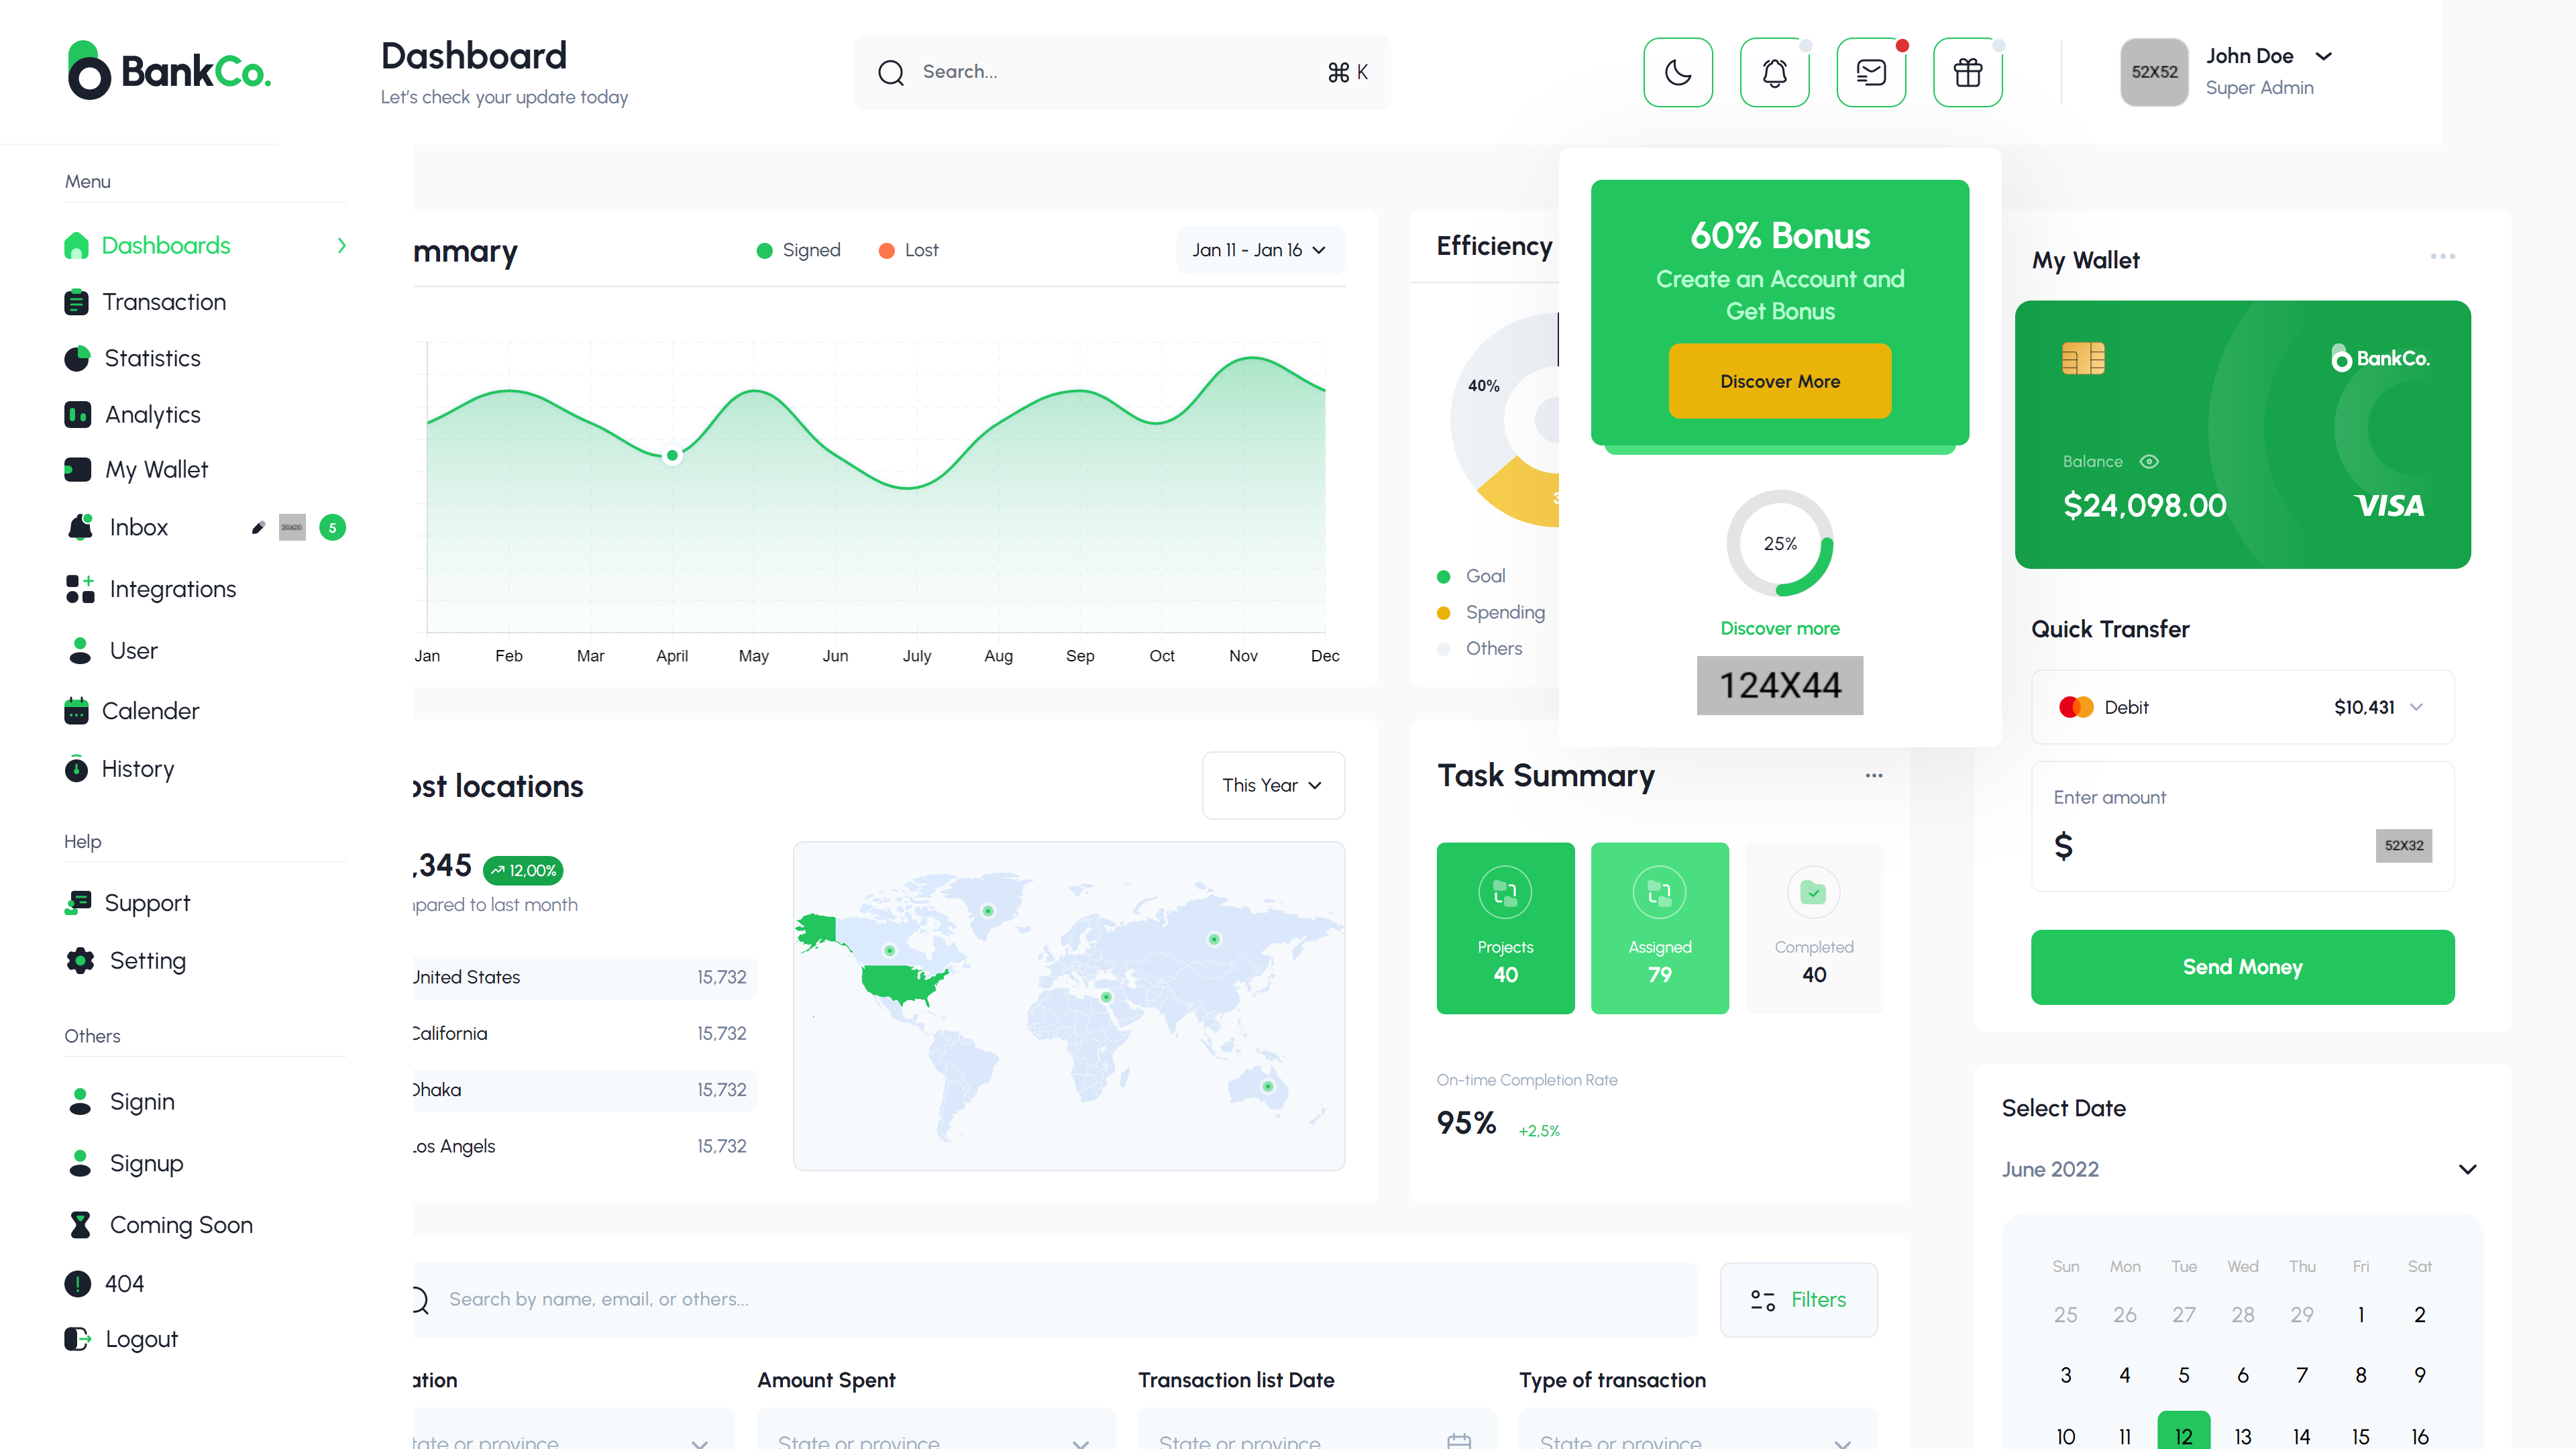 BankCo.
Dashboard
Let's check your update today
Search...
⌘ K
52X52
John Doe
Super Admin
Menu
Dashboards
Transaction
Statistics
Analytics
My Wallet
Inbox
20X20
5
Integrations
User
Calender
History
Help
Support
Setting
Others
Signin
Signup
Coming Soon
404
Logout
mmary
Signed
Lost
Jan 11 - Jan 16
Jan Feb Mar April May Jun July Aug Sep Oct Nov Dec
Efficiency
40%
3
Goal
Spending
Others
60% Bonus
Create an Account and
Get Bonus
Discover More
25%
Discover more
124X44
My Wallet
BankCo.
Balance
$24,098.00
VISA
Quick Transfer
Debit
$10,431
Enter amount
$
52X32
Send Money
ost locations
This Year
,345
12,00%
pared to last month
United States 15,732
California 15,732
Dhaka 15,732
Los Angels 15,732
Task Summary
Projects
40
Assigned
79
Completed
40
On-time Completion Rate
95% +2,5%
Select Date
June 2022
Sun Mon Tue Wed Thu Fri Sat
25 26 27 28 29 1 2
3 4 5 6 7 8 9
10 11 12 13 14 15 16
Search by name, email, or others...
Filters
ation
Amount Spent
Transaction list Date
Type of transaction
tate or province
State or province
State or province
State or province